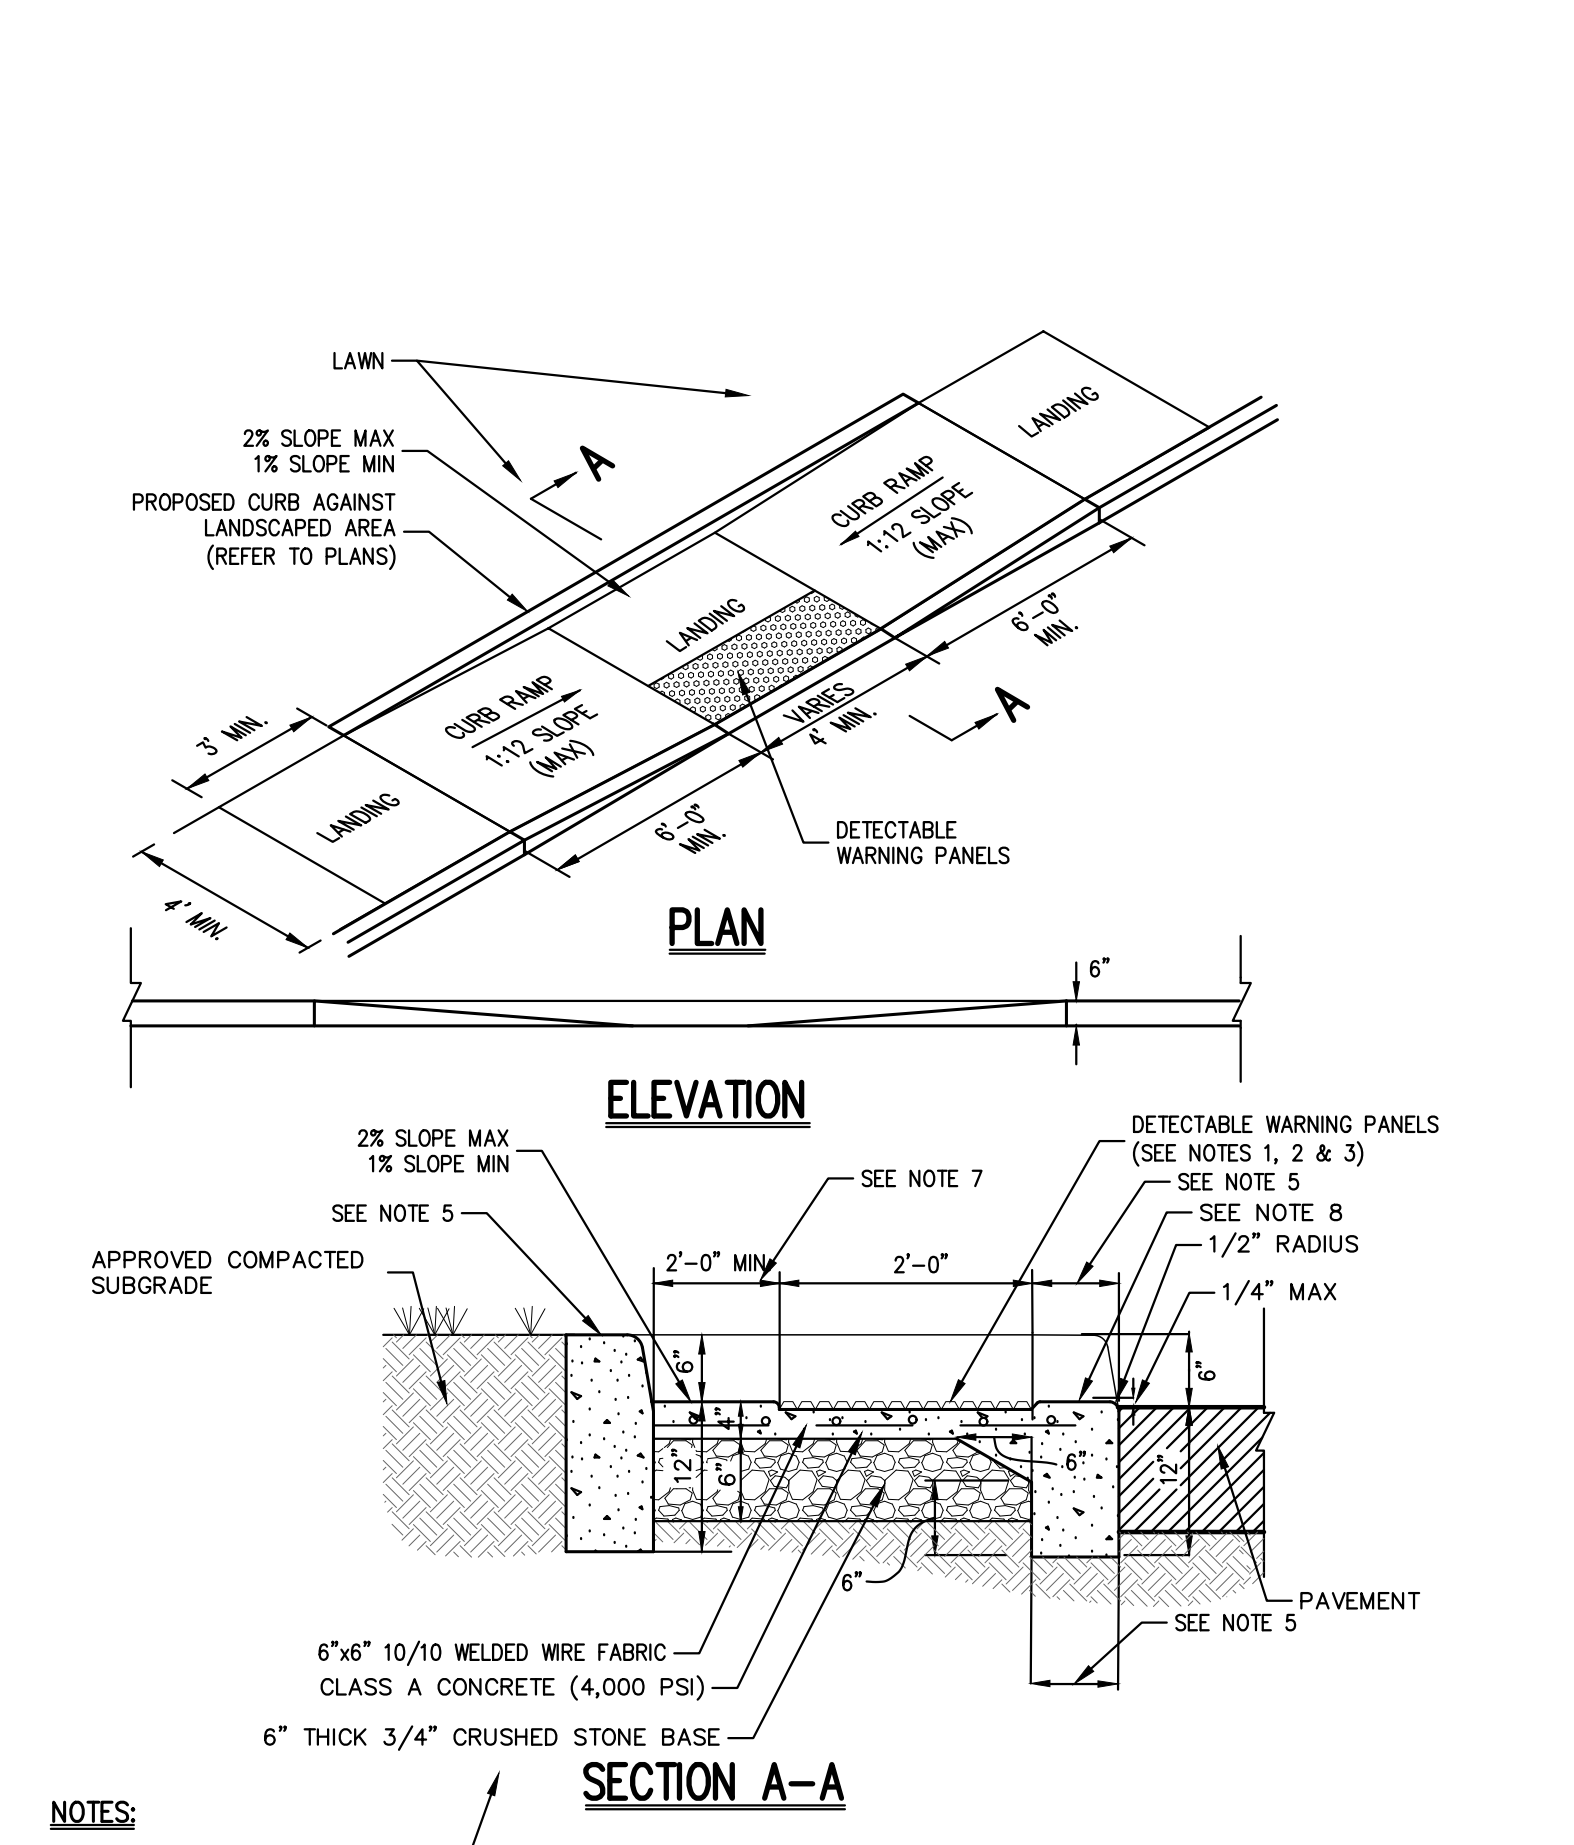 LAWN
2% SLOPE MAX
1% SLOPE MIN
PROPOSED CURB AGAINST
LANDSCAPED AREA
(REFER TO PLANS)
A
LANDING
CURB RAMP
1:12 SLOPE
(MAX)
6'-0"
MIN.
LANDING
A
VARIES
4' MIN.
3' MIN.
CURB RAMP
1:12 SLOPE
(MAX)
6'-0"
MIN.
LANDING
4' MIN.
DETECTABLE
WARNING PANELS
PLAN
6"
ELEVATION
2% SLOPE MAX
1% SLOPE MIN
SEE NOTE 5
APPROVED COMPACTED
SUBGRADE
SEE NOTE 7
DETECTABLE WARNING PANELS
(SEE NOTES 1, 2 & 3)
SEE NOTE 5
SEE NOTE 8
1/2" RADIUS
1/4" MAX
2'-0" MIN
2'-0"
6"
6"
4"
12"
6"
6"
12"
6"
PAVEMENT
SEE NOTE 5
6"x6" 10/10 WELDED WIRE FABRIC
CLASS A CONCRETE (4,000 PSI)
6" THICK 3/4" CRUSHED STONE BASE
SECTION A-A
NOTES: